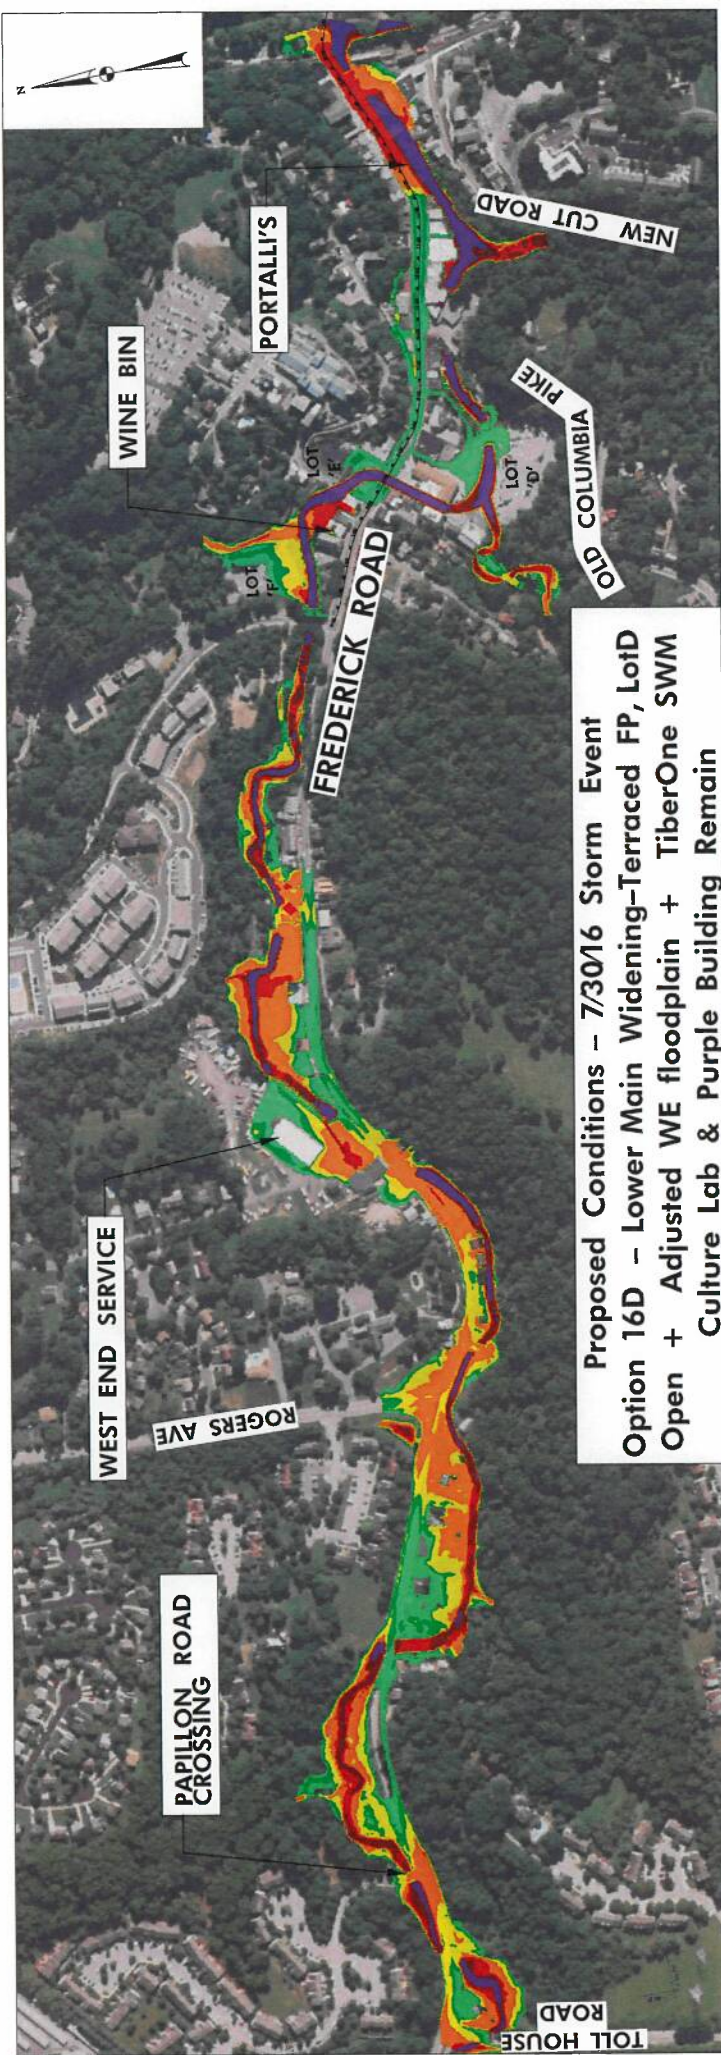 N
PORTALLI'S
NEW CUT ROAD
WINE BIN
LOT
'E'
LOT
'F'
LOT
'D'
OLD COLUMBIA PIKE
FREDERICK ROAD
WEST END SERVICE
ROGERS AVE
PAPILLON ROAD
CROSSING
TOLL HOUSE
ROAD
Proposed Conditions – 7/30/16 Storm Event
Option 16D – Lower Main Widening–Terraced FP, LotD
Open + Adjusted WE floodplain + TiberOne SWM
Culture Lab & Purple Building Remain